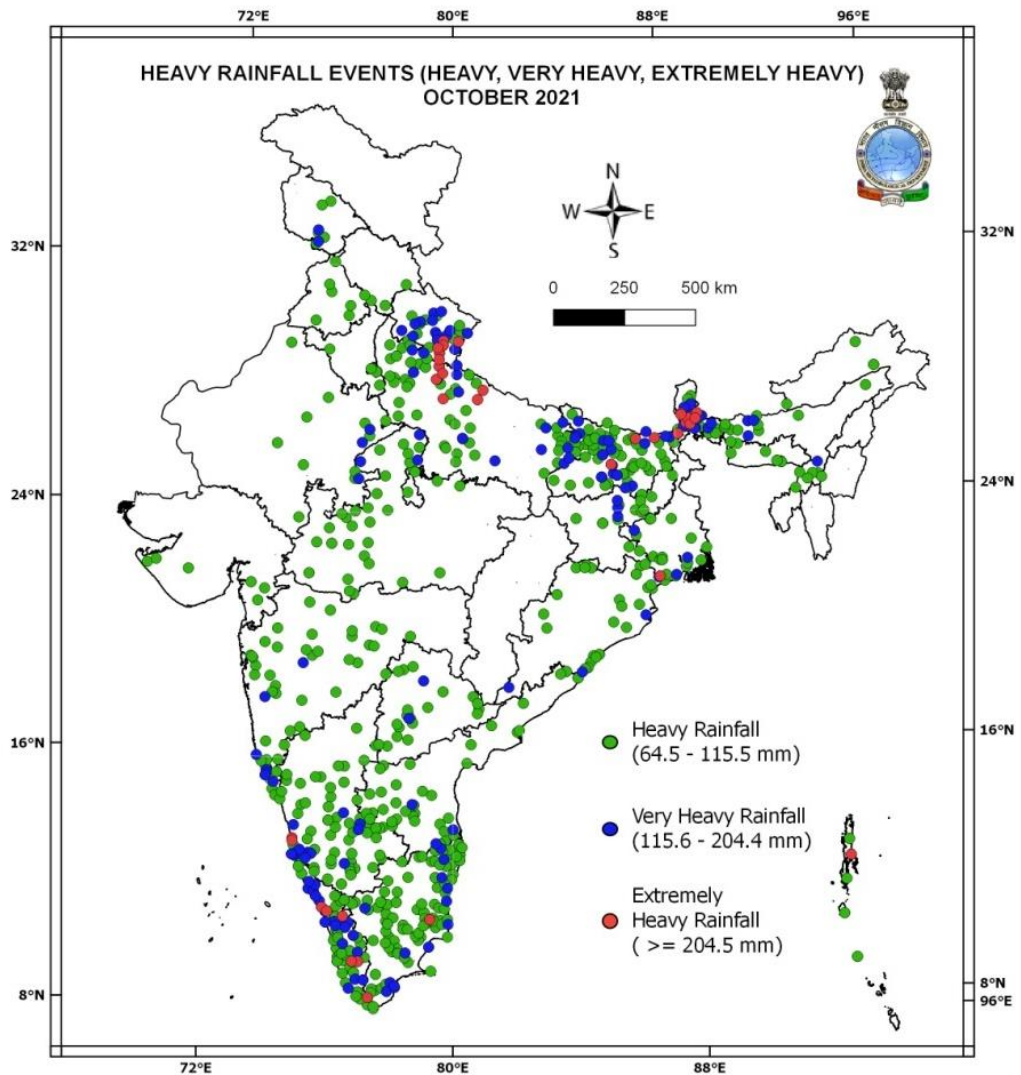 72°E 80°E 88°E 96°E
HEAVY RAINFALL EVENTS (HEAVY, VERY HEAVY, EXTREMELY HEAVY)
OCTOBER 2021
N
W E
S
32°N 32°N
0 250 500 km
24°N 24°N
16°N 16°N
Heavy Rainfall
(64.5 - 115.5 mm)
Very Heavy Rainfall
(115.6 - 204.4 mm)
Extremely
Heavy Rainfall
( >= 204.5 mm)
8°N 8°N
96°E
72°E 80°E 88°E